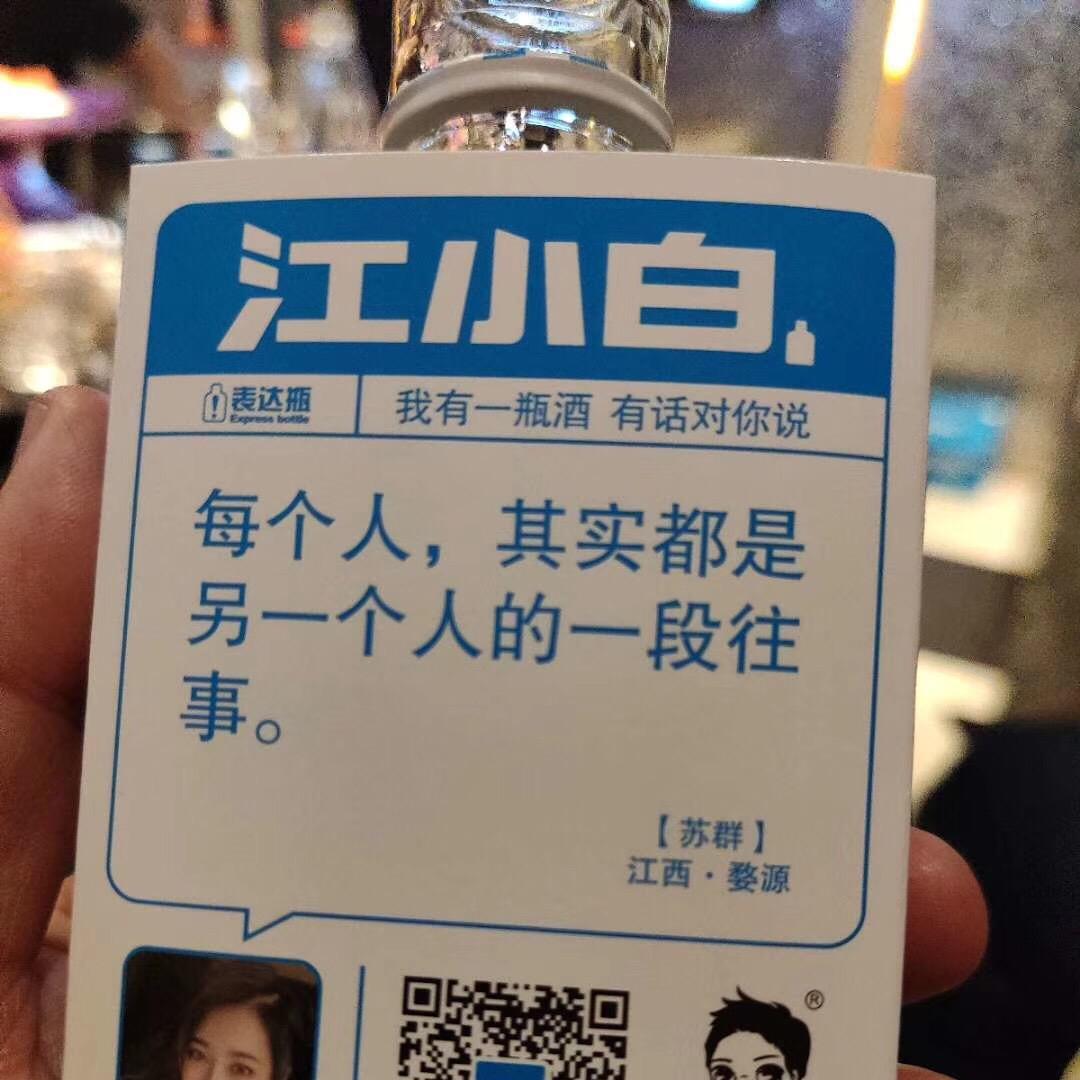 江小白
表达瓶
Express bottle
我有一瓶酒 有话对你说
每个人，其实都是
另一个人的一段往
事。
【苏群】
江西·婺源
®